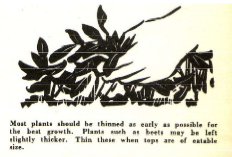 Most plants should be thinned as early as possible for
the best growth. Plants such as beets may be left
slightly thicker. Thin these when tops are of eatable
size.